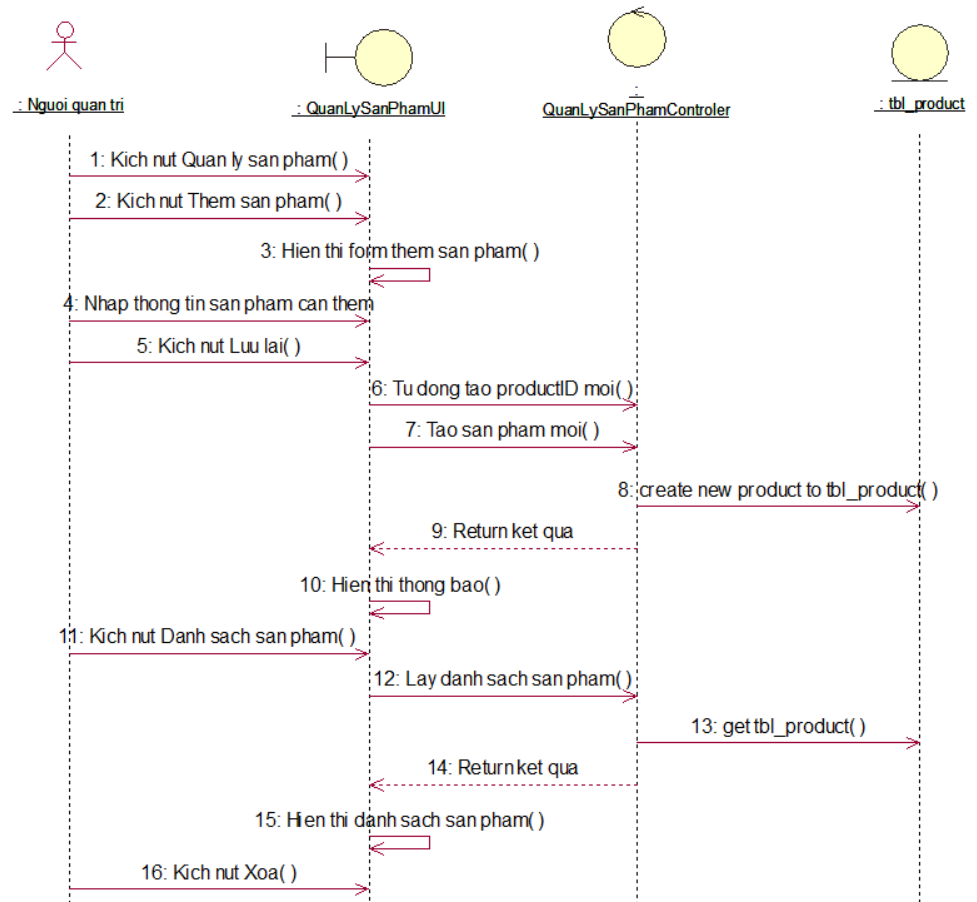 : Nguoi quan tri
: QuanLySanPhamUI
:
QuanLySanPhamControler
: tbl_product
1: Kich nut Quan ly san pham( )
2: Kich nut Them san pham( )
3: Hien thi form them san pham( )
4: Nhap thong tin san pham can them
5: Kich nut Luu lai( )
6: Tu dong tao productID moi( )
7: Tao san pham moi( )
8: create new product to tbl_product( )
9: Return ket qua
10: Hien thi thong bao( )
11: Kich nut Danh sach san pham( )
12: Lay danh sach san pham( )
13: get tbl_product( )
14: Return ket qua
15: Hien thi danh sach san pham( )
16: Kich nut Xoa( )